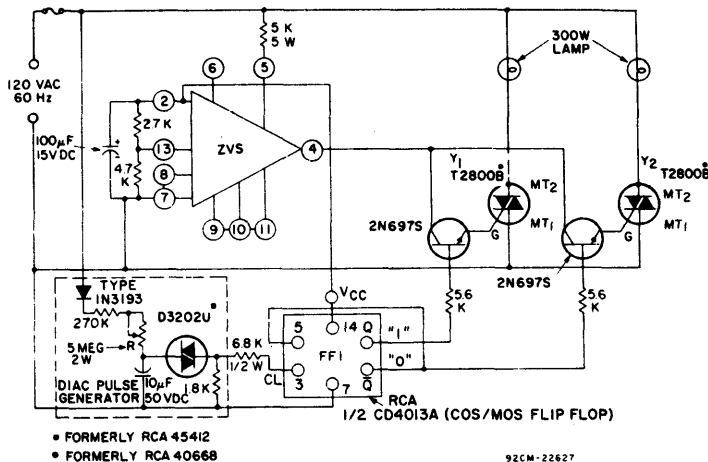 5 K
5 W
300W
LAMP
120 VAC
60 Hz
6
5
2
2.7K
ZVS
100µF
15VDC
+
13
4
4.7
K
8
7
9
10
11
Y1
T2800B
MT2
MT1
G
2N697S
Y2
T2800B
MT2
MT1
G
2N697S
TYPE
1N3193
270K
D3202U
5 MEG
2W
R
10µF
50VDC
1.8K
DIAC PULSE
GENERATOR
6.8K
1/2 W
CL
VCC
5
14
Q
"1"
FF1
"0"
3
7
Q̅
5.6
K
5.6
K
RCA
1/2 CD4013A (COS/MOS FLIP FLOP)
▪ FORMERLY RCA 45412
• FORMERLY RCA 40668
92CM-22627